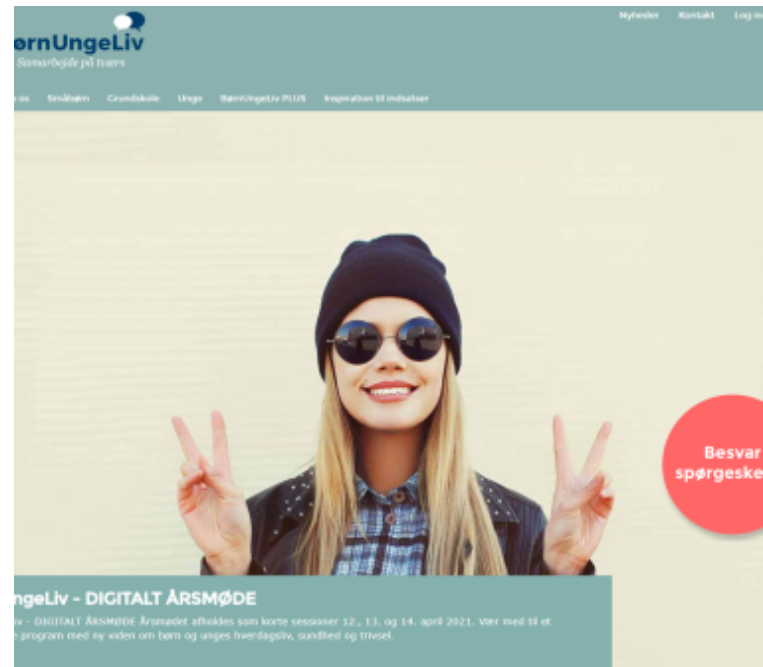 Nyheder Kontakt Log in
ørnUngeLiv
Samarbejde på tværs
os Småbørn Grundskole Unge BørnUngeLiv PLUS Inspiration til indsatser
Besvar
spørgeske
ngeLiv - DIGITALT ÅRSMØDE
iv - DIGITALT ÅRSMØDE Årsmødet afholdes som korte sessioner 12., 13. og 14. april 2021. Vær med til et
program med ny viden om børn og unges hverdagsliv, sundhed og trivsel.